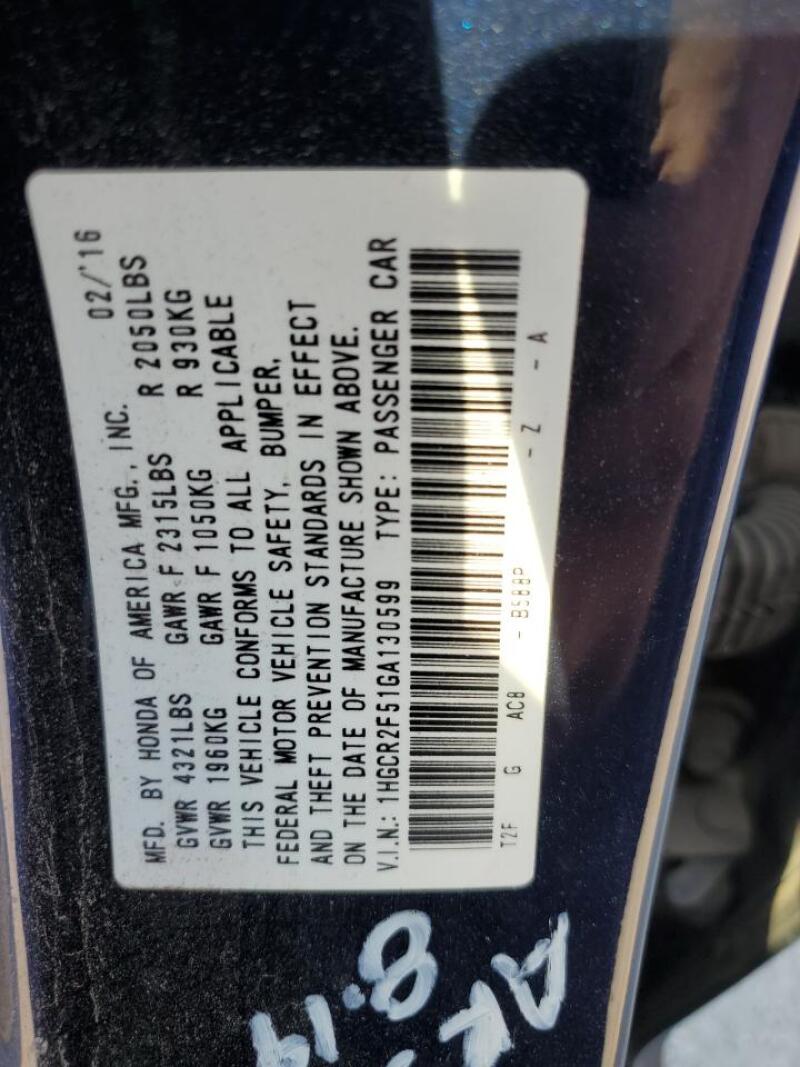 MFD. BY HONDA OF AMERICA MFG., INC. 02/'16
GVWR 4321LBS GAWR F 2315LBS R 2050LBS
GVWR 1960KG GAWR F 1050KG R 930KG
THIS VEHICLE CONFORMS TO ALL APPLICABLE
FEDERAL MOTOR VEHICLE SAFETY, BUMPER,
AND THEFT PREVENTION STANDARDS IN EFFECT
ON THE DATE OF MANUFACTURE SHOWN ABOVE.
V.I.N.: 1HGCR2F51GA130599 TYPE: PASSENGER CAR
T2F G AC8 - B588P - Z - A
8.19